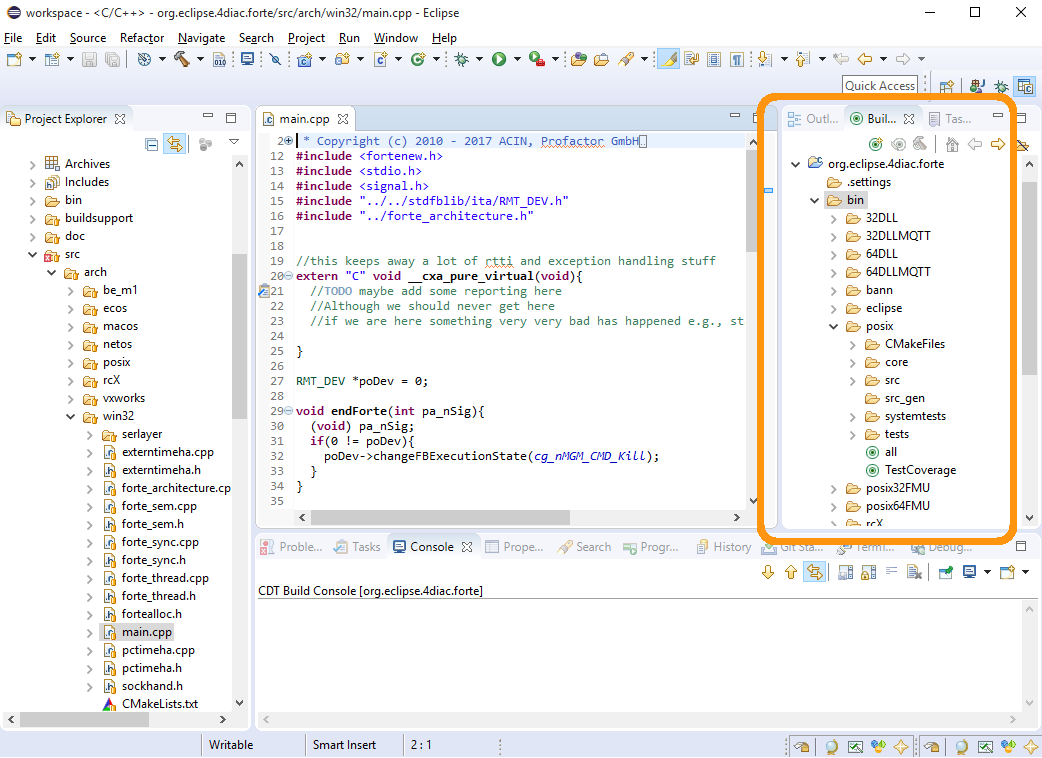 workspace - <C/C++> - org.eclipse.4diac.forte/src/arch/win32/main.cpp - Eclipse
File Edit Source Refactor Navigate Search Project Run Window Help
Quick Access
Project Explorer
Archives
Includes
bin
buildsupport
doc
src
arch
be_m1
ecos
macos
netos
posix
rcX
vxworks
win32
serlayer
externtimeha.cpp
externtimeha.h
forte_architecture.cp
forte_sem.cpp
forte_sem.h
forte_sync.cpp
forte_sync.h
forte_thread.cpp
forte_thread.h
fortealloc.h
main.cpp
pctimeha.cpp
pctimeha.h
sockhand.h
CMakeLists.txt
main.cpp
2 * Copyright (c) 2010 - 2017 ACIN, Profactor GmbH
12 #include <fortenew.h>
13 #include <stdio.h>
14 #include <signal.h>
15 #include "../../stdfblib/ita/RMT_DEV.h"
16 #include "../forte_architecture.h"
17
18
19 //this keeps away a lot of rtti and exception handling stuff
20 extern "C" void __cxa_pure_virtual(void){
21 //TODO maybe add some reporting here
22 //Although we should never get here
23 //if we are here something very very bad has happened e.g., st
24
25 }
26
27 RMT_DEV *poDev = 0;
28
29 void endForte(int pa_nSig){
30 (void) pa_nSig;
31 if(0 != poDev){
32 poDev->changeFBExecutionState(cg_nMGM_CMD_Kill);
33 }
34 }
35
Outl... Buil... Tas...
org.eclipse.4diac.forte
.settings
bin
32DLL
32DLLMQTT
64DLL
64DLLMQTT
bann
eclipse
posix
CMakeFiles
core
src
src_gen
systemtests
tests
all
TestCoverage
posix32FMU
posix64FMU
rcX
Proble... Tasks Console Prope... Search Progr... History Git Sta... Termi... Debug...
CDT Build Console [org.eclipse.4diac.forte]
Writable Smart Insert 2 : 1